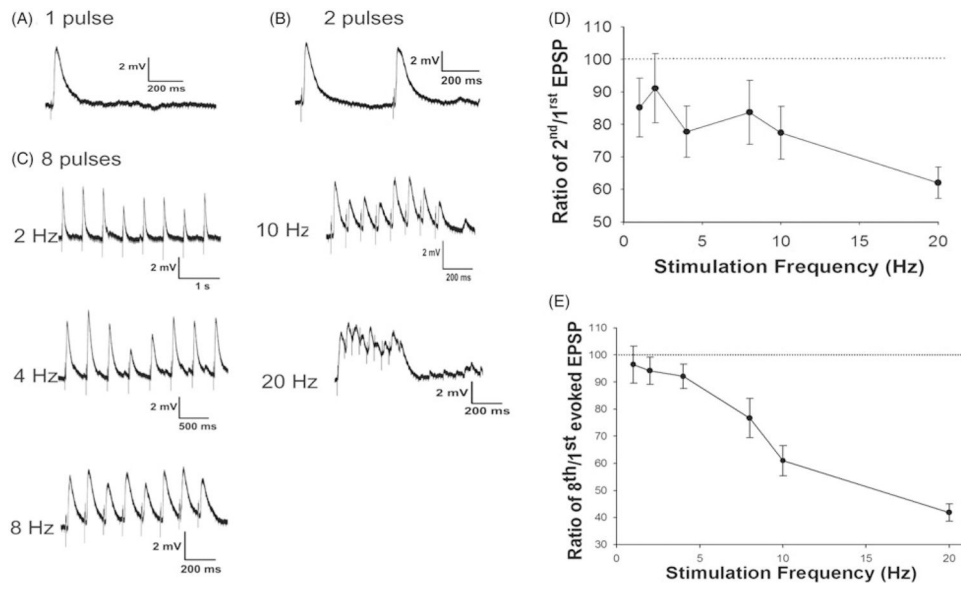 (A) 1 pulse
2 mV
200 ms
(B) 2 pulses
2 mV
200 ms
(C) 8 pulses
2 Hz
2 mV
1 s
4 Hz
2 mV
500 ms
8 Hz
2 mV
200 ms
10 Hz
2 mV
200 ms
20 Hz
2 mV
200 ms
(D)
Ratio of 2nd/1rst EPSP
100
90
80
70
60
50
0 5 10 15 20
Stimulation Frequency (Hz)
(E)
Ratio of 8th/1st evoked EPSP
110
100
90
80
70
60
50
40
30
0 5 10 15 20
Stimulation Frequency (Hz)